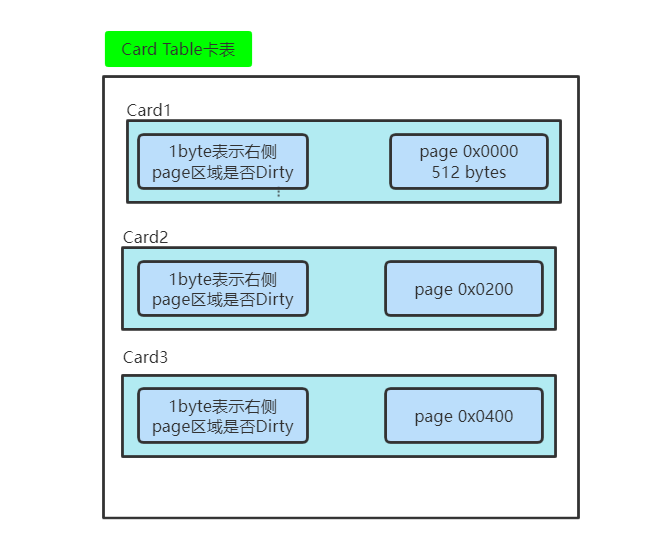 Card Table卡表
Card1
1byte表示右侧
page区域是否Dirty
page 0x0000
512 bytes
Card2
1byte表示右侧
page区域是否Dirty
page 0x0200
Card3
1byte表示右侧
page区域是否Dirty
page 0x0400